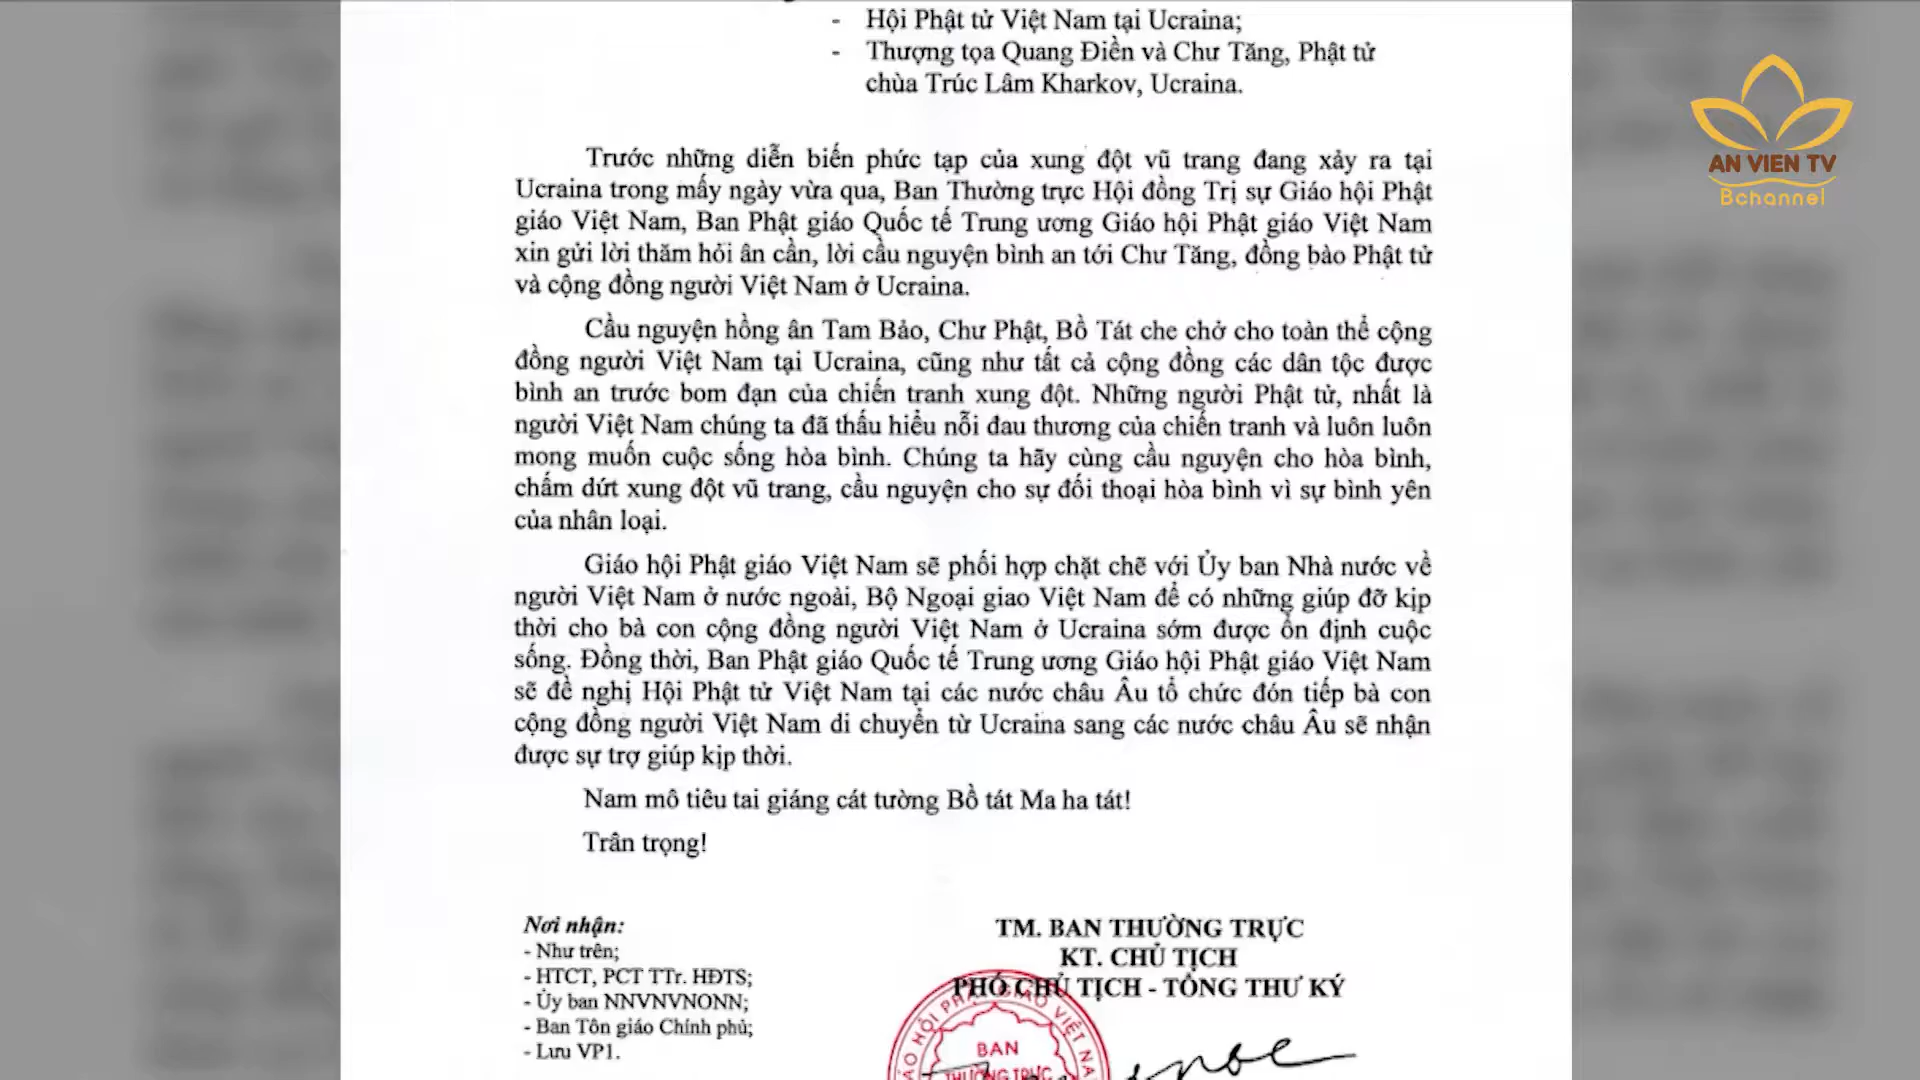 - Hội Phật tử Việt Nam tại Ucraina;
- Thượng tọa Quang Điền và Chư Tăng, Phật tử
chùa Trúc Lâm Kharkov, Ucraina.
AN VIEN TV
Bchannel
Trước những diễn biến phức tạp của xung đột vũ trang đang xảy ra tại
Ucraina trong mấy ngày vừa qua, Ban Thường trực Hội đồng Trị sự Giáo hội Phật
giáo Việt Nam, Ban Phật giáo Quốc tế Trung ương Giáo hội Phật giáo Việt Nam
xin gửi lời thăm hỏi ân cần, lời cầu nguyện bình an tới Chư Tăng, đồng bào Phật tử
và cộng đồng người Việt Nam ở Ucraina.
Cầu nguyện hồng ân Tam Bảo, Chư Phật, Bồ Tát che chở cho toàn thể cộng
đồng người Việt Nam tại Ucraina, cũng như tất cả cộng đồng các dân tộc được
bình an trước bom đạn của chiến tranh xung đột. Những người Phật tử, nhất là
người Việt Nam chúng ta đã thấu hiểu nỗi đau thương của chiến tranh và luôn luôn
mong muốn cuộc sống hòa bình. Chúng ta hãy cùng cầu nguyện cho hòa bình,
chấm dứt xung đột vũ trang, cầu nguyện cho sự đối thoại hòa bình vì sự bình yên
của nhân loại.
Giáo hội Phật giáo Việt Nam sẽ phối hợp chặt chẽ với Ủy ban Nhà nước về
người Việt Nam ở nước ngoài, Bộ Ngoại giao Việt Nam để có những giúp đỡ kịp
thời cho bà con cộng đồng người Việt Nam ở Ucraina sớm được ổn định cuộc
sống. Đồng thời, Ban Phật giáo Quốc tế Trung ương Giáo hội Phật giáo Việt Nam
sẽ đề nghị Hội Phật tử Việt Nam tại các nước châu Âu tổ chức đón tiếp bà con
cộng đồng người Việt Nam di chuyển từ Ucraina sang các nước châu Âu sẽ nhận
được sự trợ giúp kịp thời.
Nam mô tiêu tai giáng cát tường Bồ tát Ma ha tát!
Trân trọng!
Nơi nhận:
- Như trên;
- HTCT, PCT TTr. HĐTS;
- Ủy ban NNVNVNONN;
- Ban Tôn giáo Chính phủ;
- Lưu VP1.
TM. BAN THƯỜNG TRỰC
KT. CHỦ TỊCH
PHÓ CHỦ TỊCH - TỔNG THƯ KÝ
HỘI PHẬT GIÁO VIỆT NAM
BAN
THƯỜNG TRỰC